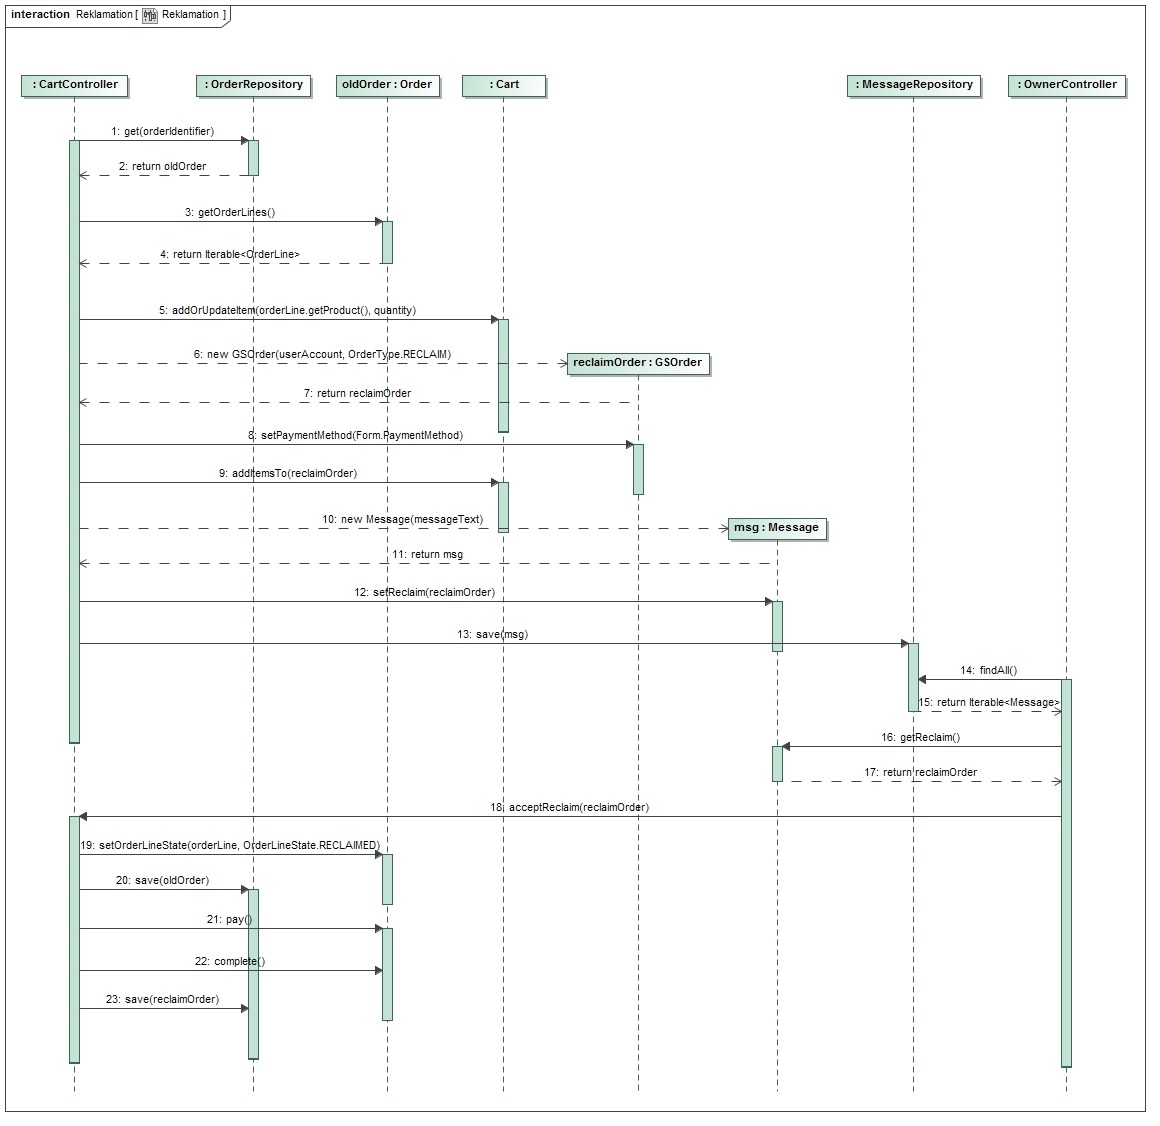 interaction Reklamation [ Reklamation ]
: CartController
: OrderRepository
oldOrder : Order
: Cart
: MessageRepository
: OwnerController
1: get(orderIdentifier)
2: return oldOrder
3: getOrderLines()
4: return Iterable<OrderLine>
5: addOrUpdateItem(orderLine.getProduct(), quantity)
6: new GSOrder(userAccount, OrderType.RECLAIM)
reclaimOrder : GSOrder
7: return reclaimOrder
8: setPaymentMethod(Form.PaymentMethod)
9: addItemsTo(reclaimOrder)
10: new Message(messageText)
msg : Message
11: return msg
12: setReclaim(reclaimOrder)
13: save(msg)
14: findAll()
15: return Iterable<Message>
16: getReclaim()
17: return reclaimOrder
18: acceptReclaim(reclaimOrder)
19: setOrderLineState(orderLine, OrderLineState.RECLAIMED)
20: save(oldOrder)
21: pay()
22: complete()
23: save(reclaimOrder)